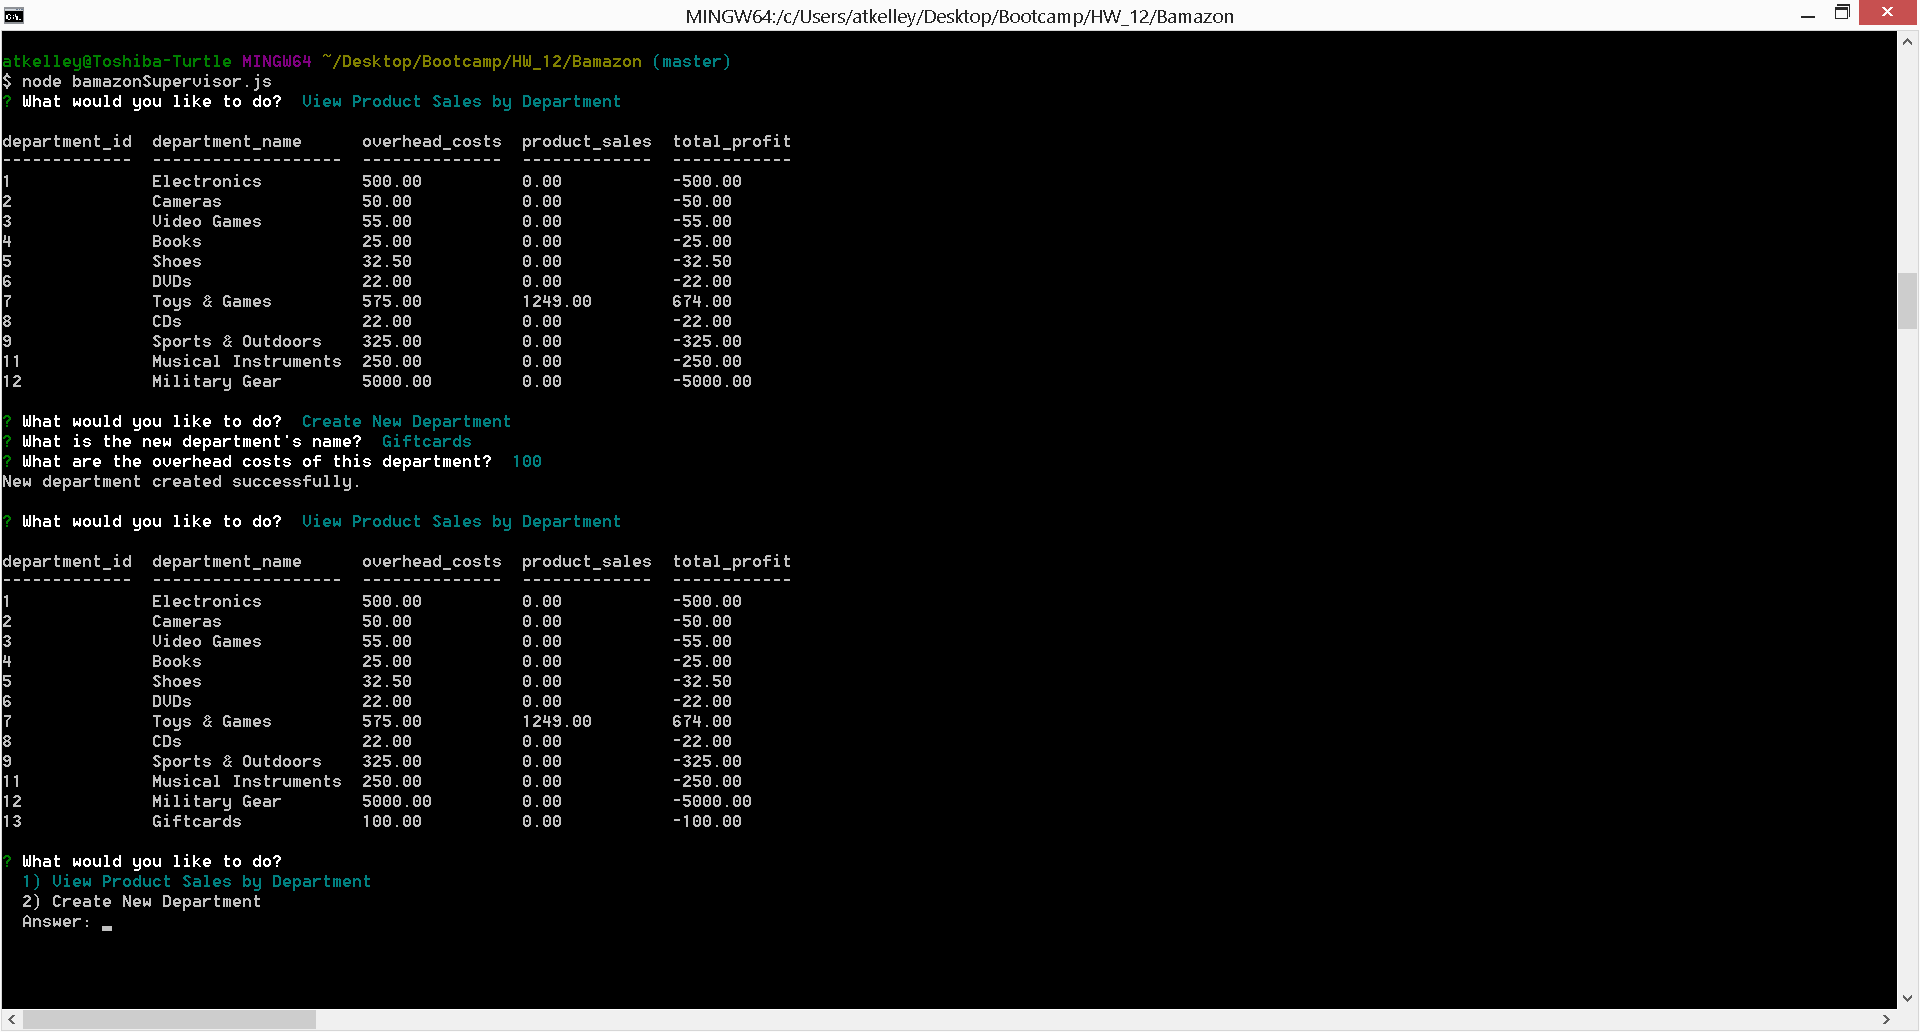 MINGW64:/c/Users/atkelley/Desktop/Bootcamp/HW_12/Bamazon
atkelley@Toshiba-Turtle MINGW64 ~/Desktop/Bootcamp/HW_12/Bamazon (master)
$ node bamazonSupervisor.js
? What would you like to do?  View Product Sales by Department
department_id  department_name      overhead_costs  product_sales  total_profit
-------------  -------------------  --------------  -------------  ------------
1              Electronics          500.00          0.00           -500.00
2              Cameras              50.00           0.00           -50.00
3              Video Games          55.00           0.00           -55.00
4              Books                25.00           0.00           -25.00
5              Shoes                32.50           0.00           -32.50
6              DVDs                 22.00           0.00           -22.00
7              Toys & Games         575.00          1249.00        674.00
8              CDs                  22.00           0.00           -22.00
9              Sports & Outdoors    325.00          0.00           -325.00
11             Musical Instruments  250.00          0.00           -250.00
12             Military Gear        5000.00         0.00           -5000.00
? What would you like to do?  Create New Department
? What is the new department's name?  Giftcards
? What are the overhead costs of this department?  100
New department created successfully.
? What would you like to do?  View Product Sales by Department
department_id  department_name      overhead_costs  product_sales  total_profit
-------------  -------------------  --------------  -------------  ------------
1              Electronics          500.00          0.00           -500.00
2              Cameras              50.00           0.00           -50.00
3              Video Games          55.00           0.00           -55.00
4              Books                25.00           0.00           -25.00
5              Shoes                32.50           0.00           -32.50
6              DVDs                 22.00           0.00           -22.00
7              Toys & Games         575.00          1249.00        674.00
8              CDs                  22.00           0.00           -22.00
9              Sports & Outdoors    325.00          0.00           -325.00
11             Musical Instruments  250.00          0.00           -250.00
12             Military Gear        5000.00         0.00           -5000.00
13             Giftcards            100.00          0.00           -100.00
? What would you like to do?
1) View Product Sales by Department
2) Create New Department
Answer: